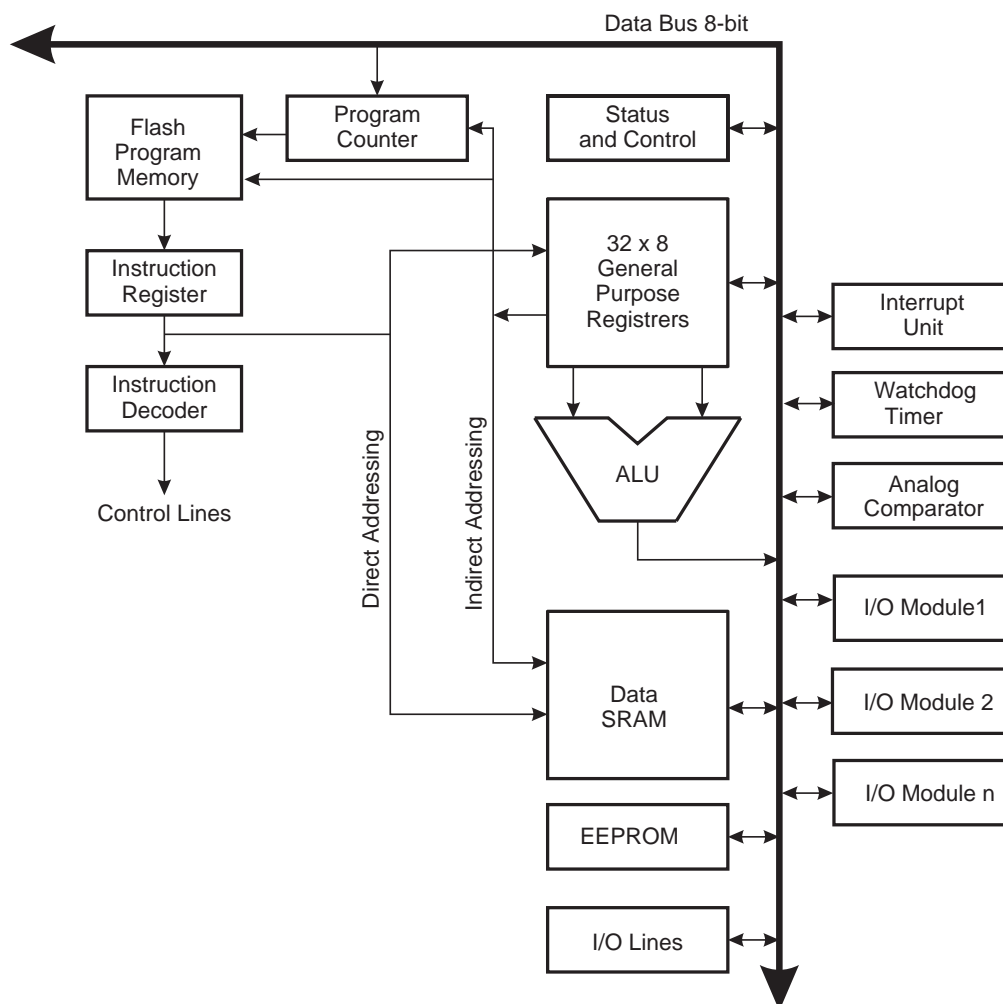 Data Bus 8-bit
Flash
Program
Memory
Program
Counter
Status
and Control
32 x 8
General
Purpose
Registrers
Instruction
Register
Interrupt
Unit
Instruction
Decoder
Watchdog
Timer
ALU
Analog
Comparator
Control Lines
Direct Addressing
Indirect Addressing
I/O Module1
Data
SRAM
I/O Module 2
I/O Module n
EEPROM
I/O Lines